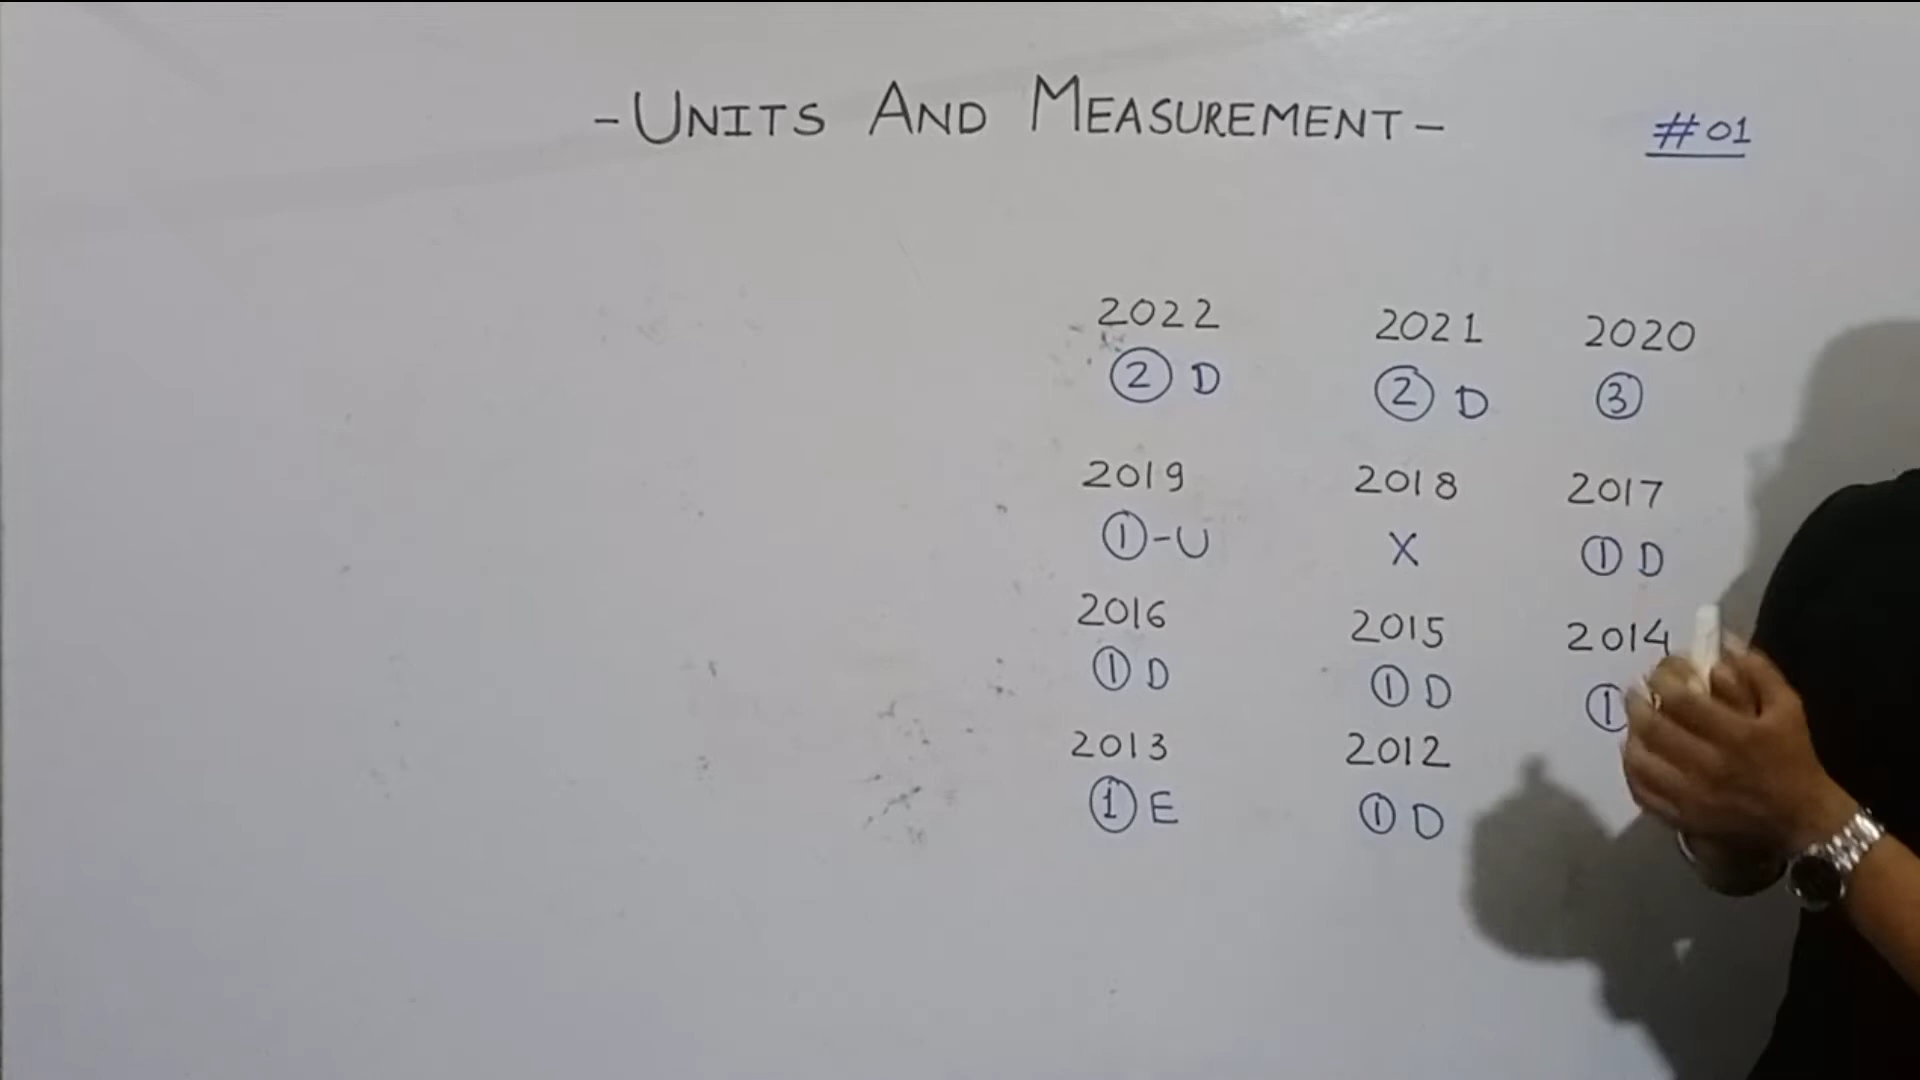 - UNITS AND MEASUREMENT -
#01
2022 2021 2020
2 D 2 D 3
2019 2018 2017
1 - U X 1 D
2016 2015 2014
1 D 1 D 1
2013 2012
1 E 1 D